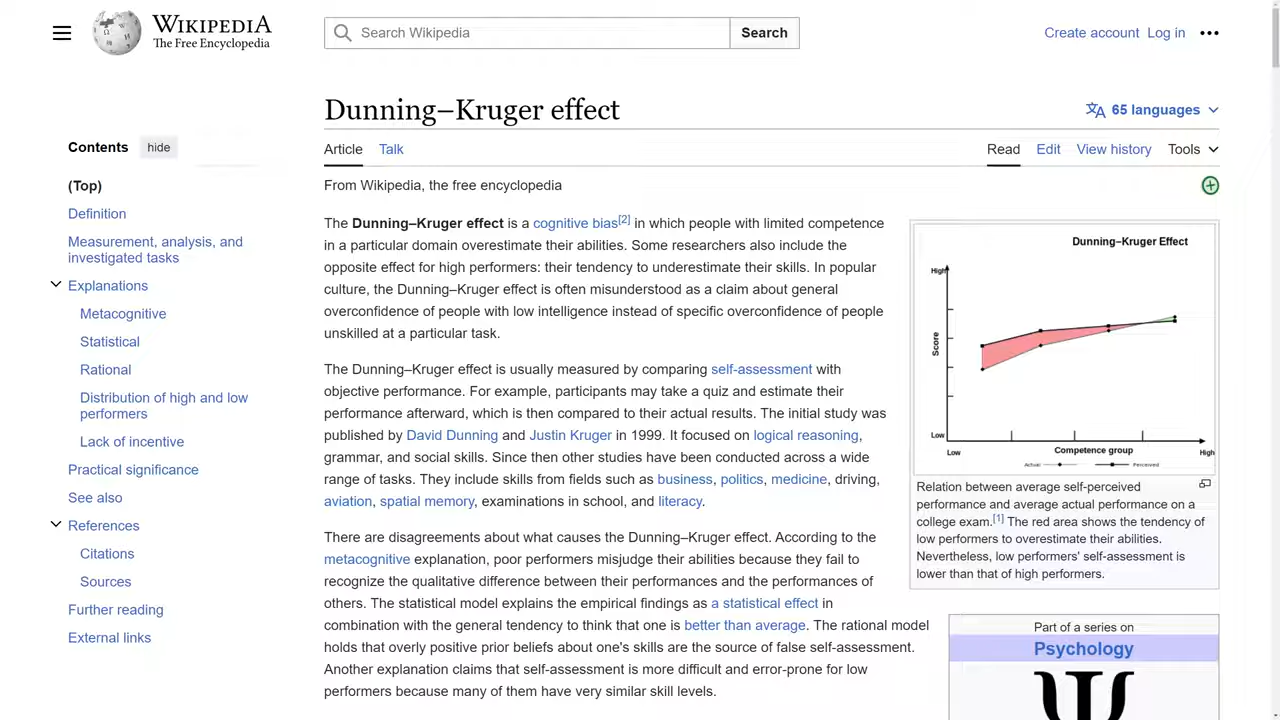 WIKIPEDIA
The Free Encyclopedia
Search Wikipedia
Search
Create account
Log in
Dunning–Kruger effect
65 languages
Contents
hide
Article
Talk
Read
Edit
View history
Tools
(Top)
Definition
Measurement, analysis, and
investigated tasks
Explanations
Metacognitive
Statistical
Rational
Distribution of high and low
performers
Lack of incentive
Practical significance
See also
References
Citations
Sources
Further reading
External links
From Wikipedia, the free encyclopedia
The Dunning–Kruger effect is a cognitive bias[2] in which people with limited competence
in a particular domain overestimate their abilities. Some researchers also include the
opposite effect for high performers: their tendency to underestimate their skills. In popular
culture, the Dunning–Kruger effect is often misunderstood as a claim about general
overconfidence of people with low intelligence instead of specific overconfidence of people
unskilled at a particular task.
The Dunning–Kruger effect is usually measured by comparing self-assessment with
objective performance. For example, participants may take a quiz and estimate their
performance afterward, which is then compared to their actual results. The initial study was
published by David Dunning and Justin Kruger in 1999. It focused on logical reasoning,
grammar, and social skills. Since then other studies have been conducted across a wide
range of tasks. They include skills from fields such as business, politics, medicine, driving,
aviation, spatial memory, examinations in school, and literacy.
There are disagreements about what causes the Dunning–Kruger effect. According to the
metacognitive explanation, poor performers misjudge their abilities because they fail to
recognize the qualitative difference between their performances and the performances of
others. The statistical model explains the empirical findings as a statistical effect in
combination with the general tendency to think that one is better than average. The rational model
holds that overly positive prior beliefs about one's skills are the source of false self-assessment.
Another explanation claims that self-assessment is more difficult and error-prone for low
performers because many of them have very similar skill levels.
Dunning–Kruger Effect
High
Score
Low
Low
Competence group
High
Actual
Perceived
Relation between average self-perceived
performance and average actual performance on a
college exam.[1] The red area shows the tendency of
low performers to overestimate their abilities.
Nevertheless, low performers' self-assessment is
lower than that of high performers.
Part of a series on
Psychology